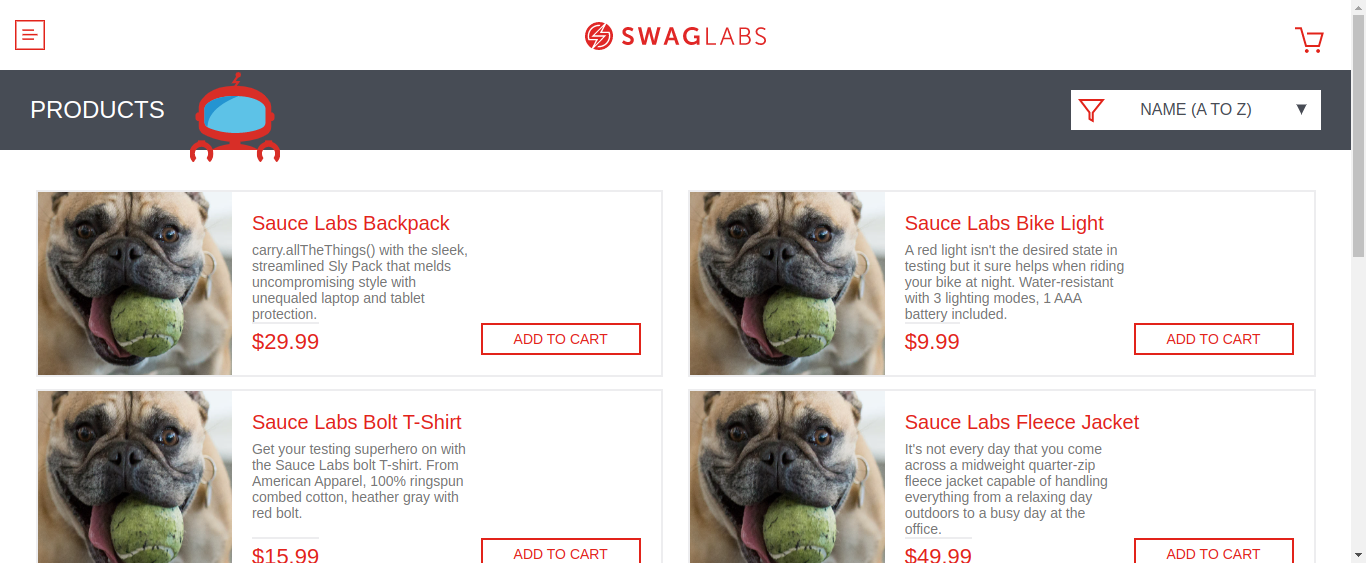 SWAGLABS
PRODUCTS
NAME (A TO Z)
Sauce Labs Backpack
carry.allTheThings() with the sleek,
streamlined Sly Pack that melds
uncompromising style with
unequaled laptop and tablet
protection.
$29.99
ADD TO CART
Sauce Labs Bike Light
A red light isn't the desired state in
testing but it sure helps when riding
your bike at night. Water-resistant
with 3 lighting modes, 1 AAA
battery included.
$9.99
ADD TO CART
Sauce Labs Bolt T-Shirt
Get your testing superhero on with
the Sauce Labs bolt T-shirt. From
American Apparel, 100% ringspun
combed cotton, heather gray with
red bolt.
$15.99
ADD TO CART
Sauce Labs Fleece Jacket
It's not every day that you come
across a midweight quarter-zip
fleece jacket capable of handling
everything from a relaxing day
outdoors to a busy day at the
office.
$49.99
ADD TO CART